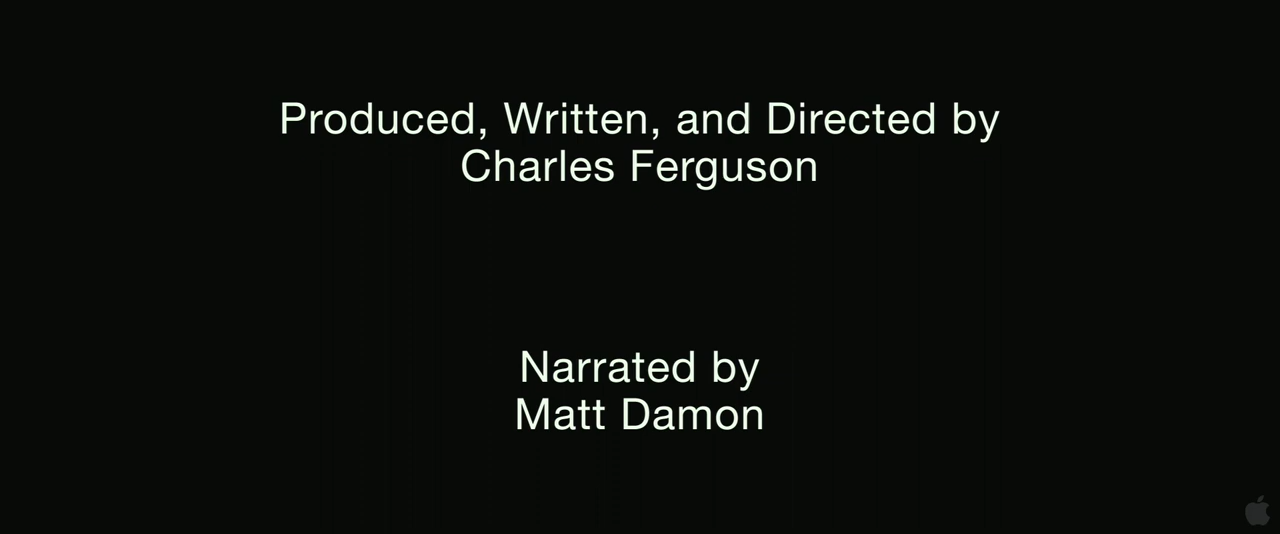 Produced, Written, and Directed by
Charles Ferguson
Narrated by
Matt Damon